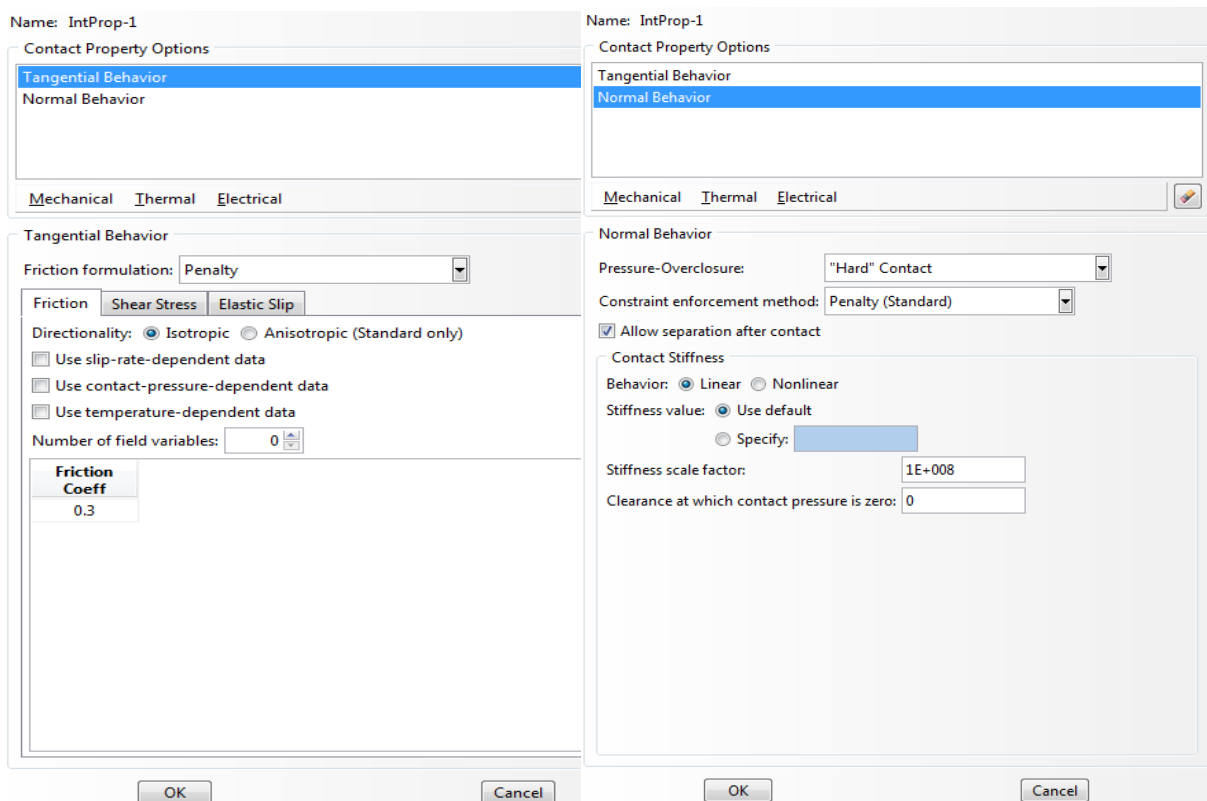 Name: IntProp-1
Contact Property Options
Tangential Behavior
Normal Behavior
Mechanical Thermal Electrical
Tangential Behavior
Friction formulation: Penalty
Friction Shear Stress Elastic Slip
Directionality: Isotropic Anisotropic (Standard only)
Use slip-rate-dependent data
Use contact-pressure-dependent data
Use temperature-dependent data
Number of field variables: 0
Friction
Coeff
0.3
OK Cancel
Name: IntProp-1
Contact Property Options
Tangential Behavior
Normal Behavior
Mechanical Thermal Electrical
Normal Behavior
Pressure-Overclosure: "Hard" Contact
Constraint enforcement method: Penalty (Standard)
Allow separation after contact
Contact Stiffness
Behavior: Linear Nonlinear
Stiffness value: Use default
Specify:
Stiffness scale factor: 1E+008
Clearance at which contact pressure is zero: 0
OK Cancel